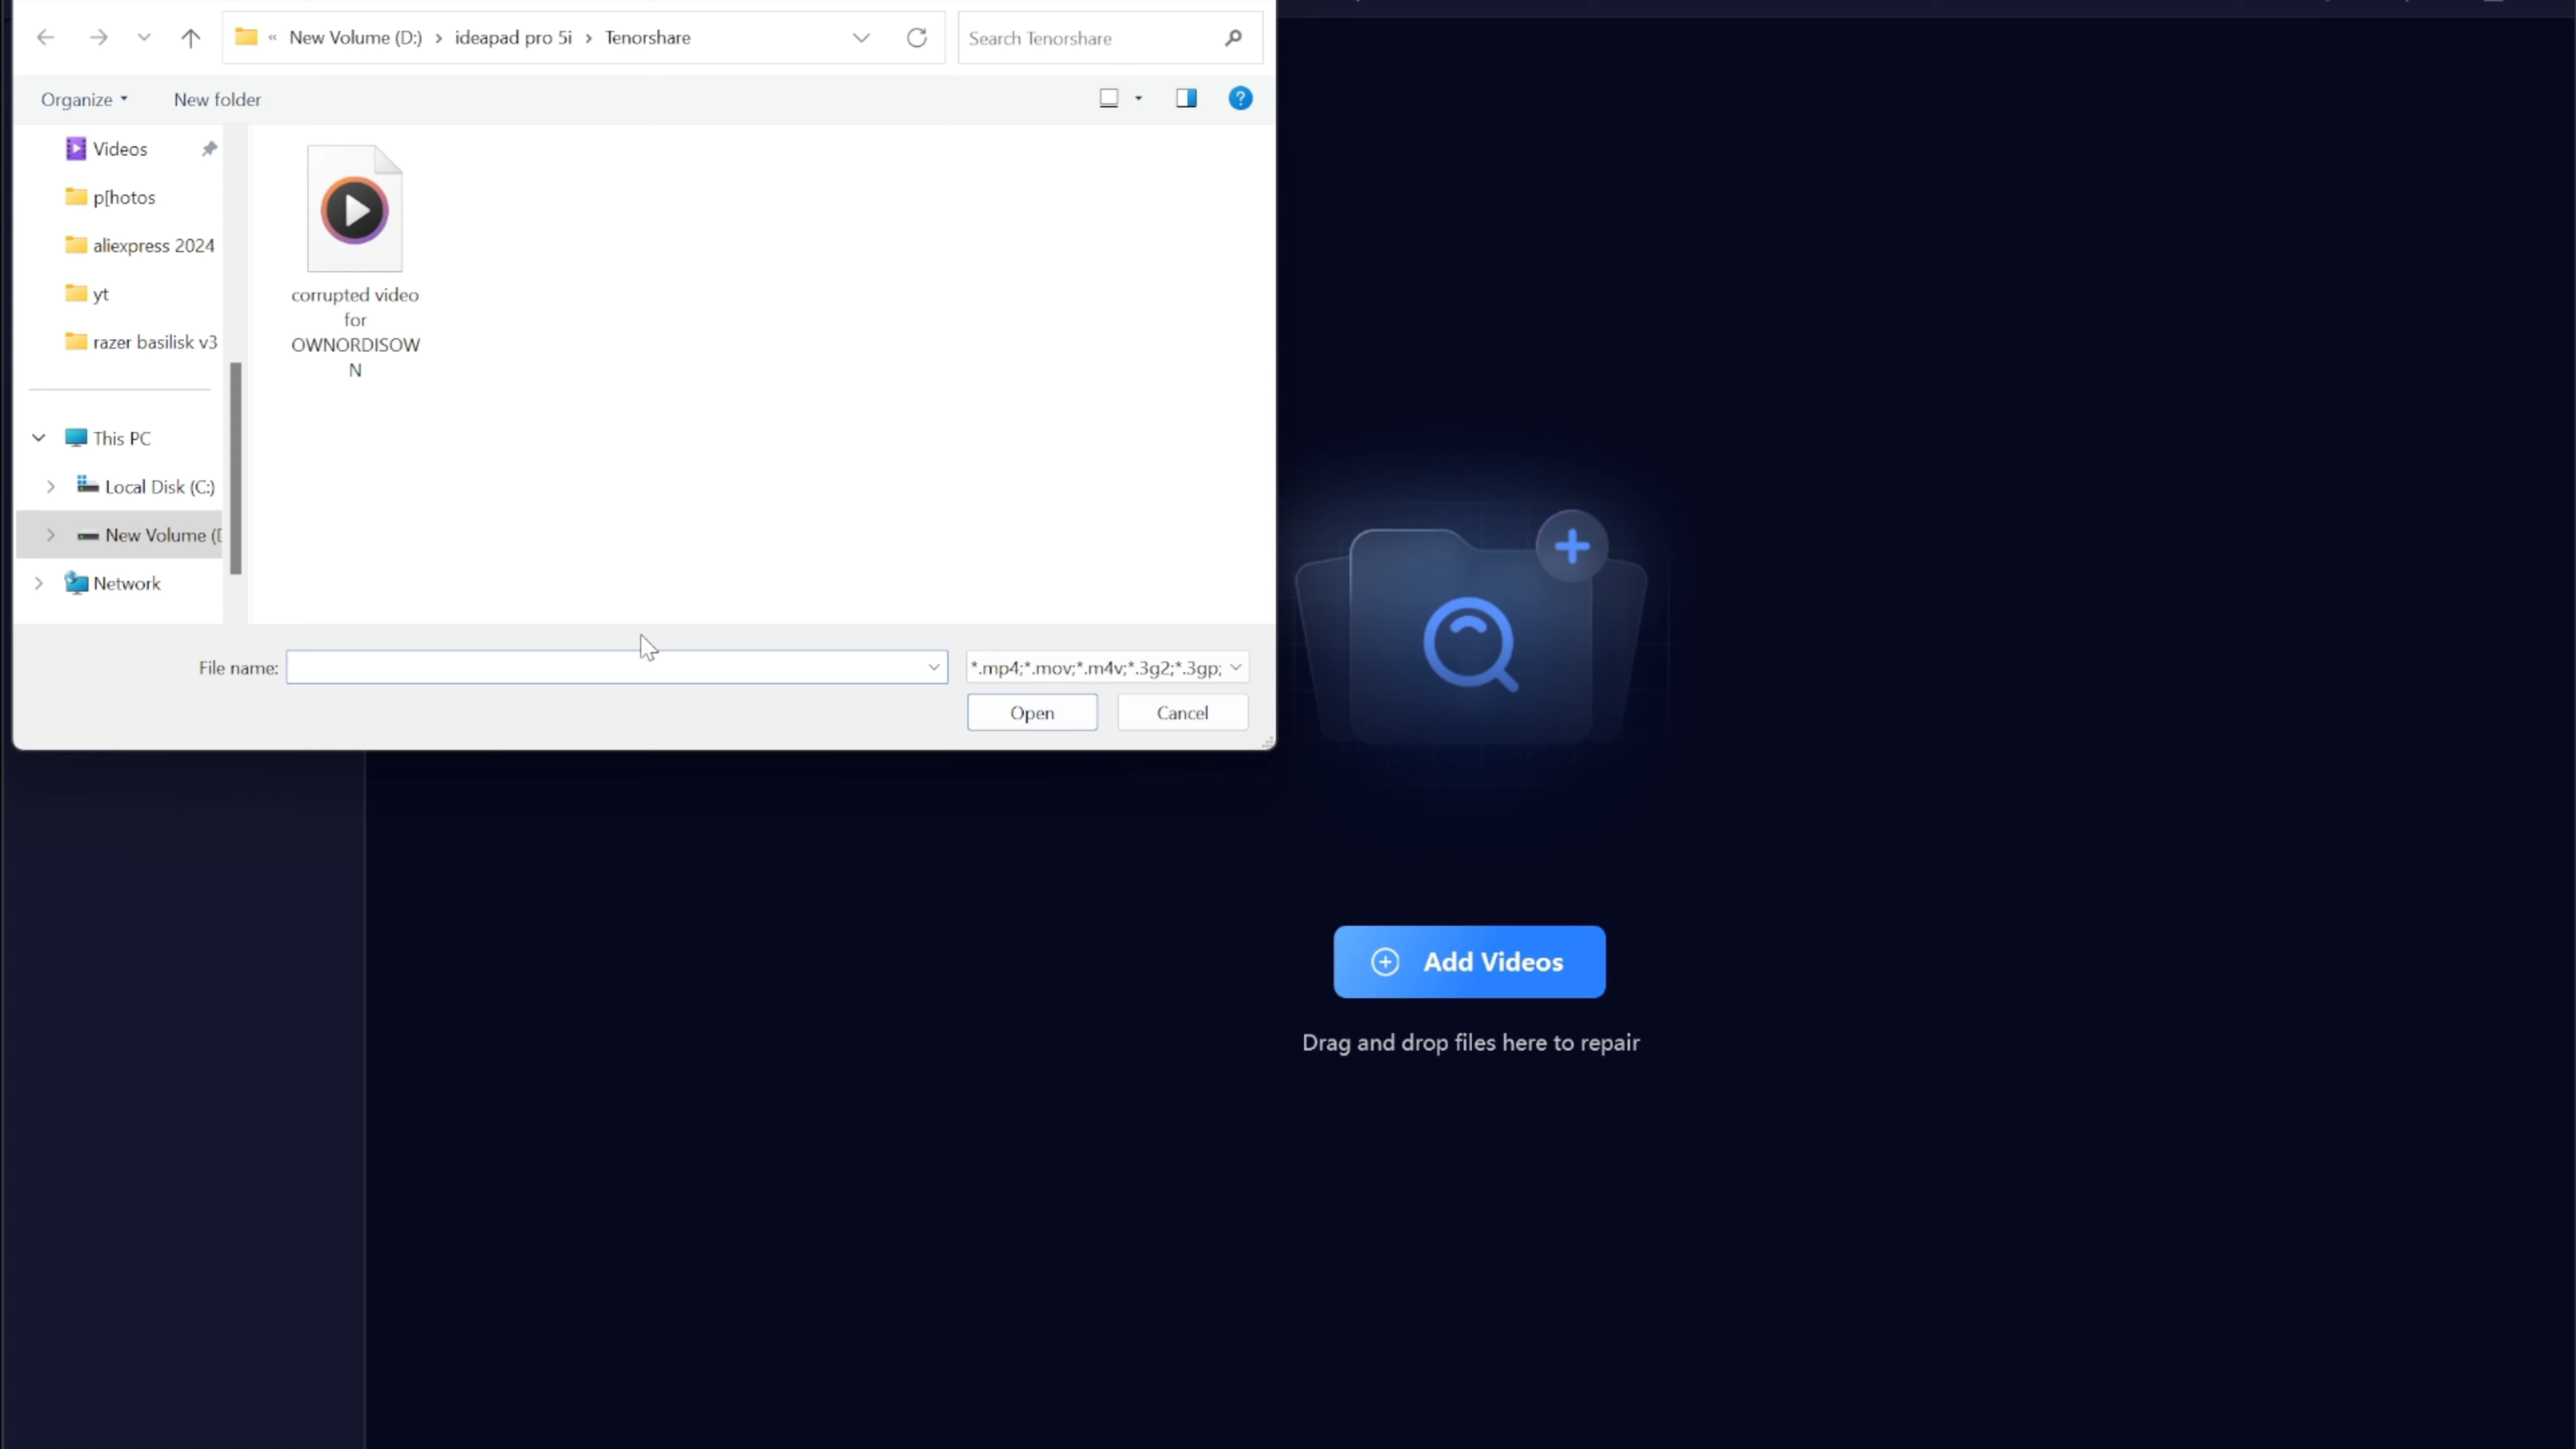 « New Volume (D:) › ideapad pro 5i › Tenorshare
Search Tenorshare
Organize
New folder
?
Videos
p[hotos
aliexpress 2024
yt
razer basilisk v3
This PC
Local Disk (C:)
New Volume (D
Network
corrupted video
for
OWNORDISOW
N
File name:
*.mp4;*.mov;*.m4v;*.3g2;*.3gp;
Open
Cancel
Add Videos
Drag and drop files here to repair